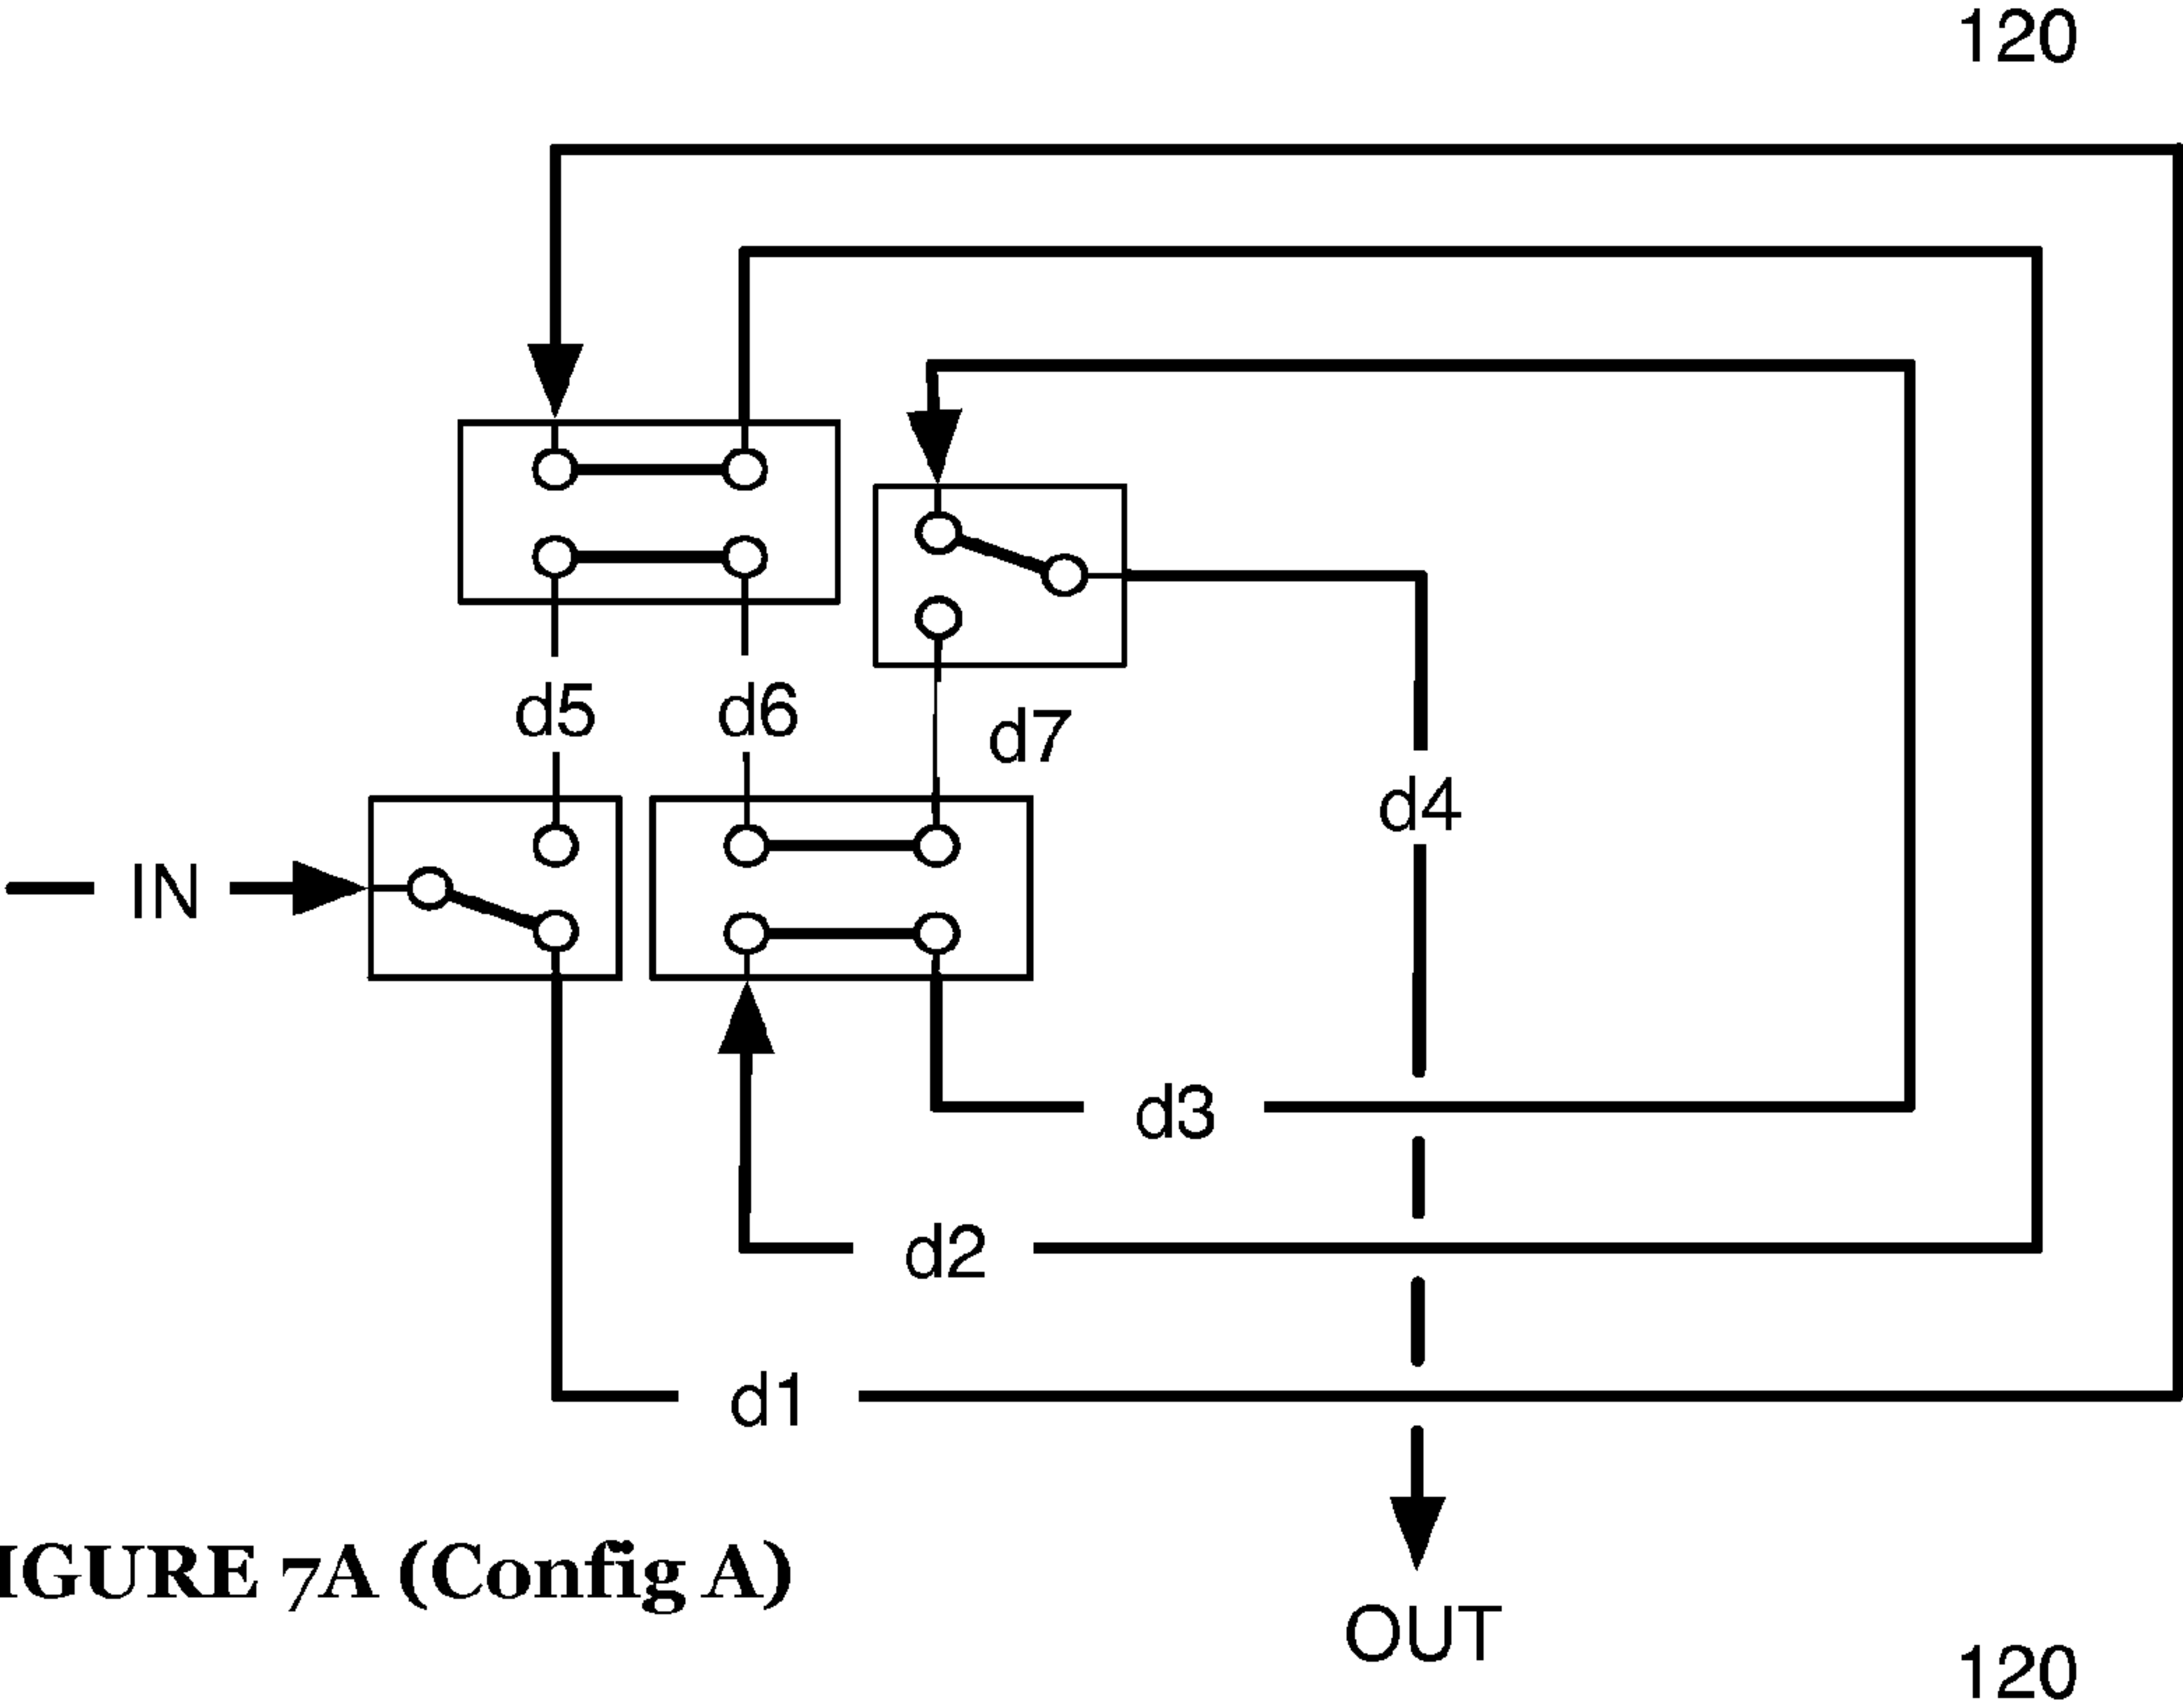 120
d5 d6 d7
d4
IN
d3
d2
d1
IGURE 7A (Config A)
OUT
120